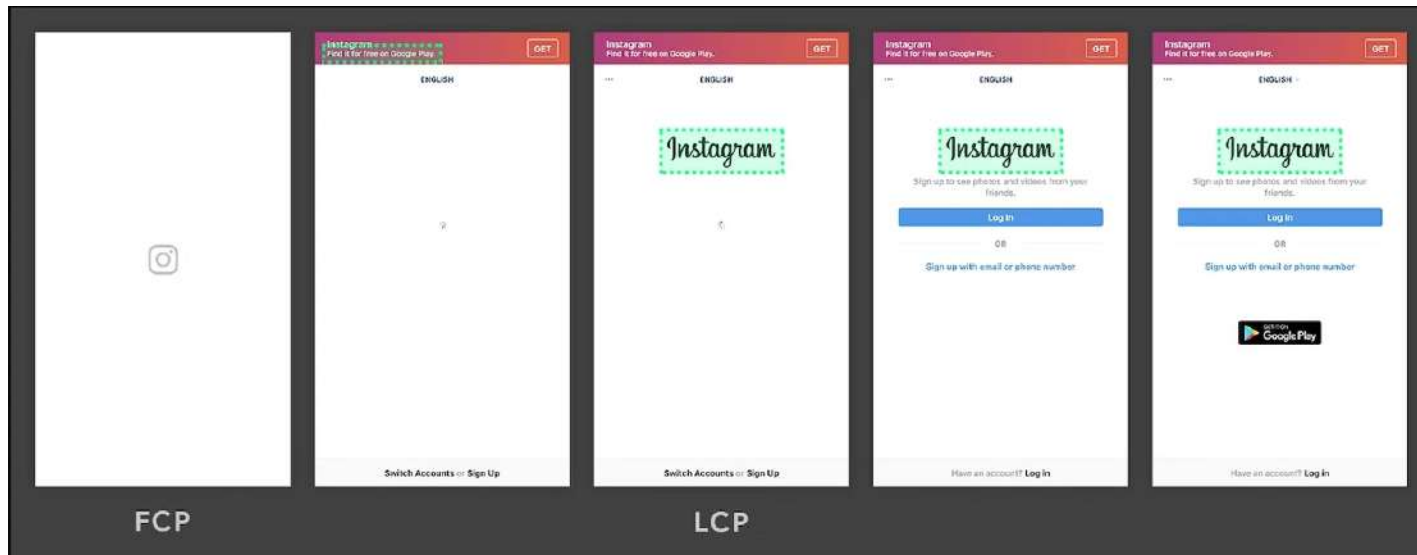 Instagram
Find it for free on Google Play.
GET
ENGLISH
Switch Accounts or Sign Up
Instagram
Find it for free on Google Play.
GET
ENGLISH
Instagram
Switch Accounts or Sign Up
Instagram
Find it for free on Google Play.
GET
ENGLISH
Instagram
Sign up to see photos and videos from your
friends.
Log In
OR
Sign up with email or phone number
Have an account? Log in
Instagram
Find it for free on Google Play.
GET
ENGLISH
Instagram
Sign up to see photos and videos from your
friends.
Log In
OR
Sign up with email or phone number
GET IT ON
Google Play
Have an account? Log in
FCP
LCP